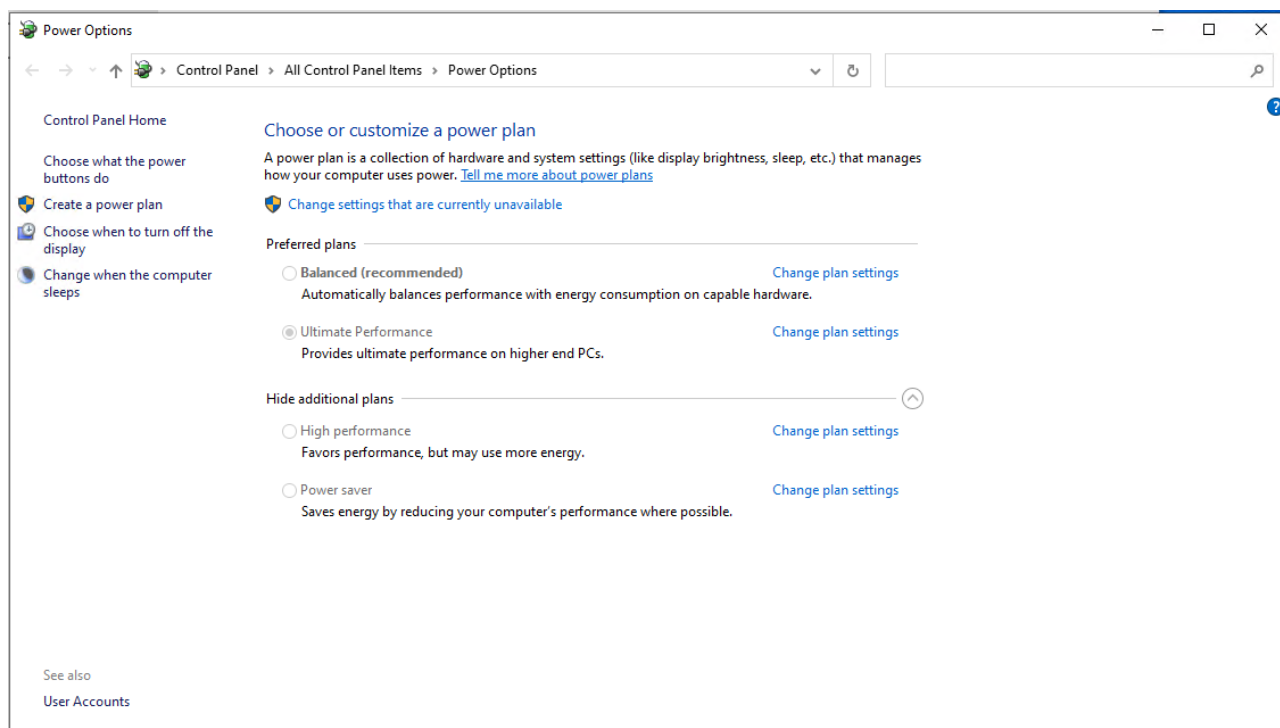 Power Options
Control Panel > All Control Panel Items > Power Options
Control Panel Home
Choose what the power
buttons do
Create a power plan
Choose when to turn off the
display
Change when the computer
sleeps
Choose or customize a power plan
A power plan is a collection of hardware and system settings (like display brightness, sleep, etc.) that manages
how your computer uses power. Tell me more about power plans
Change settings that are currently unavailable
Preferred plans
Balanced (recommended) Change plan settings
Automatically balances performance with energy consumption on capable hardware.
Ultimate Performance Change plan settings
Provides ultimate performance on higher end PCs.
Hide additional plans
High performance Change plan settings
Favors performance, but may use more energy.
Power saver Change plan settings
Saves energy by reducing your computer's performance where possible.
See also
User Accounts
?